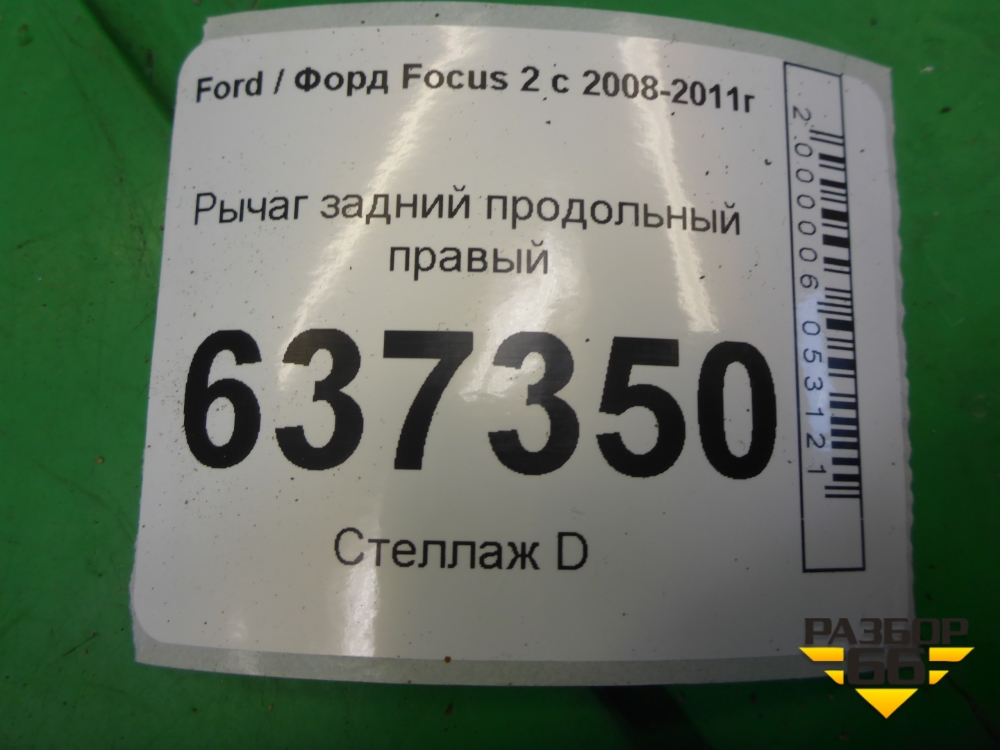 Ford / Форд Focus 2 с 2008-2011г
Рычаг задний продольный
правый
637350
Стеллаж D
2000006053121
РАЗБОР
66